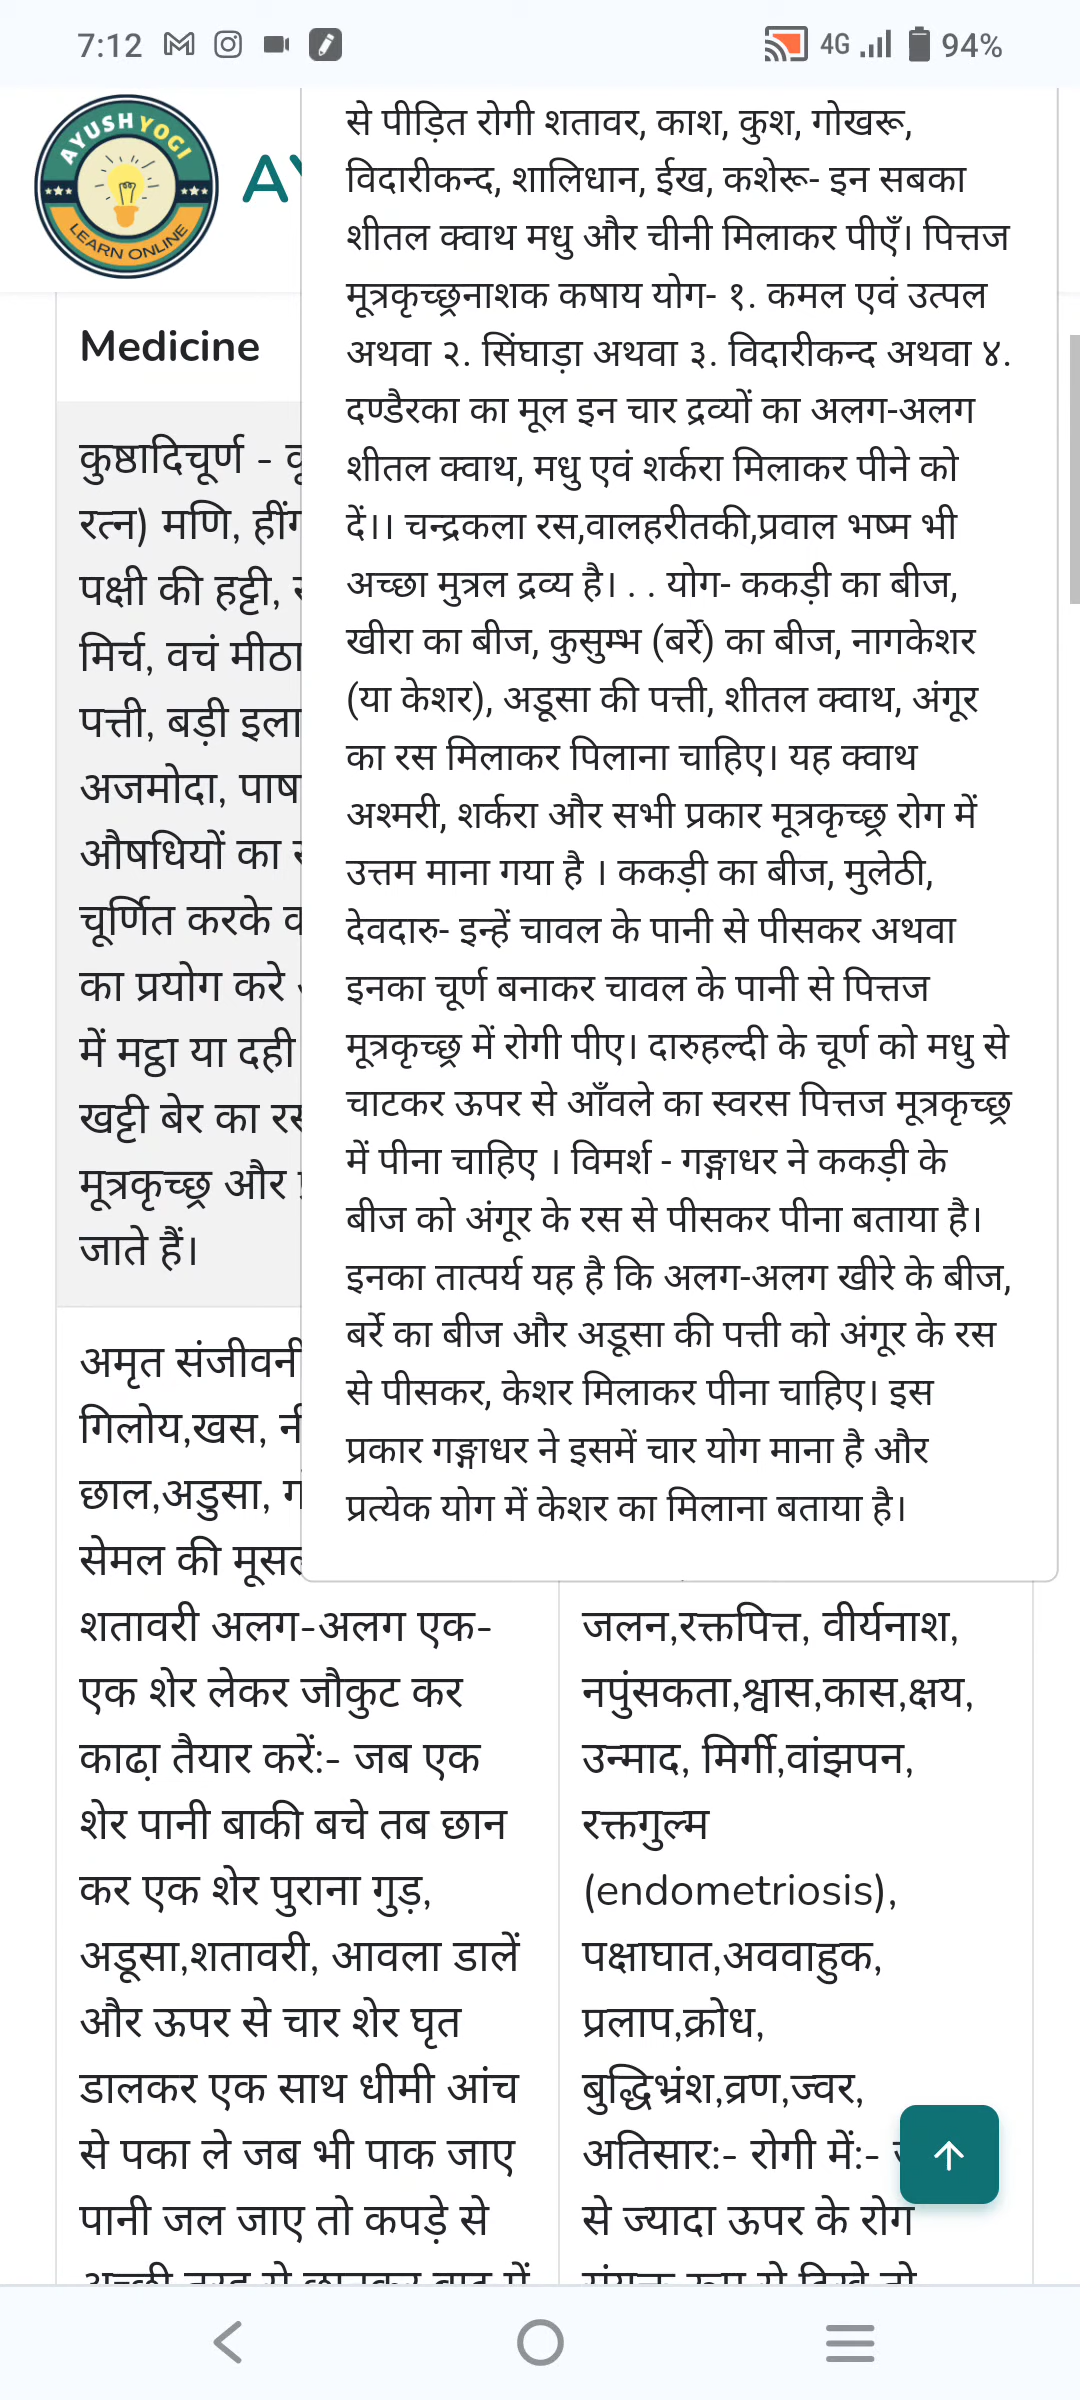 7:12
4G
94%
AYUSH YOGI
LEARN ONLINE
से पीड़ित रोगी शतावर, काश, कुश, गोखरू,
विदारीकन्द, शालिधान, ईख, कशेरू- इन सबका
शीतल क्वाथ मधु और चीनी मिलाकर पीएँ। पित्तज
मूत्रकृच्छ्रनाशक कषाय योग- १. कमल एवं उत्पल
अथवा २. सिंघाड़ा अथवा ३. विदारीकन्द अथवा ४.
दण्डैरका का मूल इन चार द्रव्यों का अलग-अलग
शीतल क्वाथ, मधु एवं शर्करा मिलाकर पीने को
दें।। चन्द्रकला रस,वालहरीतकी,प्रवाल भष्म भी
अच्छा मुत्रल द्रव्य है। . . योग- ककड़ी का बीज,
खीरा का बीज, कुसुम्भ (बर्रे) का बीज, नागकेशर
(या केशर), अडूसा की पत्ती, शीतल क्वाथ, अंगूर
का रस मिलाकर पिलाना चाहिए। यह क्वाथ
अश्मरी, शर्करा और सभी प्रकार मूत्रकृच्छ्र रोग में
उत्तम माना गया है । ककड़ी का बीज, मुलेठी,
देवदारु- इन्हें चावल के पानी से पीसकर अथवा
इनका चूर्ण बनाकर चावल के पानी से पित्तज
मूत्रकृच्छ्र में रोगी पीए। दारुहल्दी के चूर्ण को मधु से
चाटकर ऊपर से आँवले का स्वरस पित्तज मूत्रकृच्छ्र
में पीना चाहिए । विमर्श - गङ्गाधर ने ककड़ी के
बीज को अंगूर के रस से पीसकर पीना बताया है।
इनका तात्पर्य यह है कि अलग-अलग खीरे के बीज,
बर्रे का बीज और अडूसा की पत्ती को अंगूर के रस
से पीसकर, केशर मिलाकर पीना चाहिए। इस
प्रकार गङ्गाधर ने इसमें चार योग माना है और
प्रत्येक योग में केशर का मिलाना बताया है।
Medicine
कुष्ठादिचूर्ण -
रत्न) मणि,
पक्षी की हट्टी,
मिर्च, वचं
पत्ती, बड़ी
अजमोदा,
औषधियों का
चूर्णित करके
का प्रयोग करे
में मट्ठा या दही
खट्टी बेर का
मूत्रकृच्छ्र और
जाते हैं।
अमृत
गिलोय,खस,
छाल,अडुसा,
सेमल की
शतावरी अलग-अलग एक-
एक शेर लेकर जौकुट कर
काढा़ तैयार करें:- जब एक
शेर पानी बाकी बचे तब छान
कर एक शेर पुराना गुड़,
अडूसा,शतावरी, आवला डालें
और ऊपर से चार शेर घृत
डालकर एक साथ धीमी आंच
से पका ले जब भी पाक जाए
पानी जल जाए तो कपड़े से
जलन,रक्तपित्त, वीर्यनाश,
नपुंसकता,श्वास,कास,क्षय,
उन्माद, मिर्गी,वांझपन,
रक्तगुल्म
(endometriosis),
पक्षाघात,अववाहुक,
प्रलाप,क्रोध,
बुद्धिभ्रंश,व्रण,ज्वर,
अतिसार:- रोगी में:-
से ज्यादा ऊपर के रोग